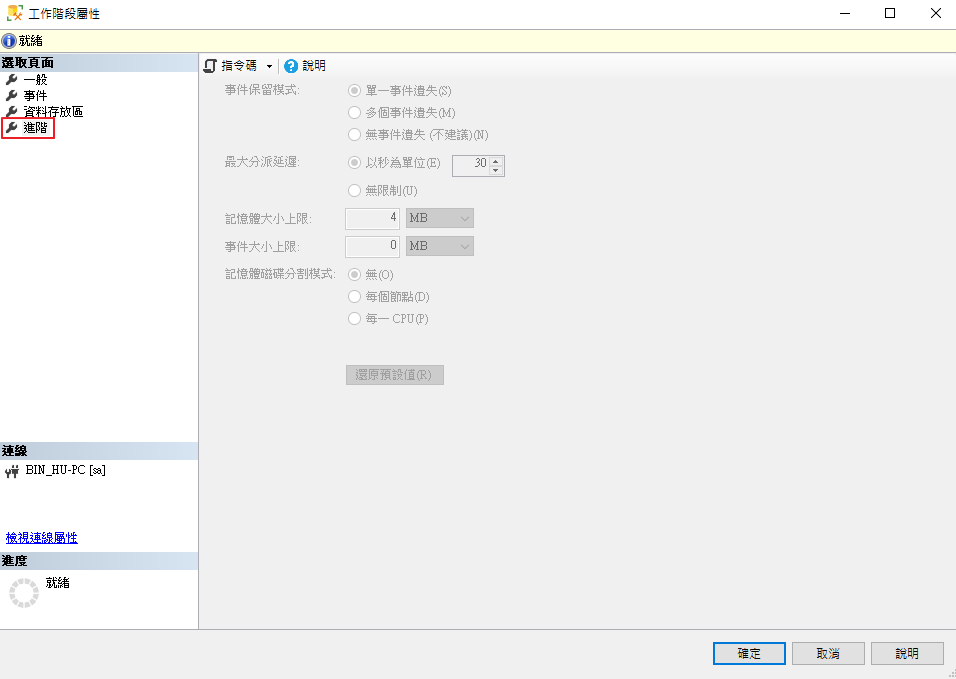 工作階段屬性
就緒
選取頁面
一般
事件
資料存放區
進階
連線
BIN_HU-PC [sa]
檢視連線屬性
進度
就緒
指令碼
說明
事件保留模式:
單一事件遺失(S)
多個事件遺失(M)
無事件遺失 (不建議)(N)
最大分派延遲:
以秒為單位(E) 30
無限制(U)
記憶體大小上限: 4 MB
事件大小上限: 0 MB
記憶體磁碟分割模式: 無(O)
每個節點(D)
每一 CPU(P)
還原預設值(R)
確定 取消 說明